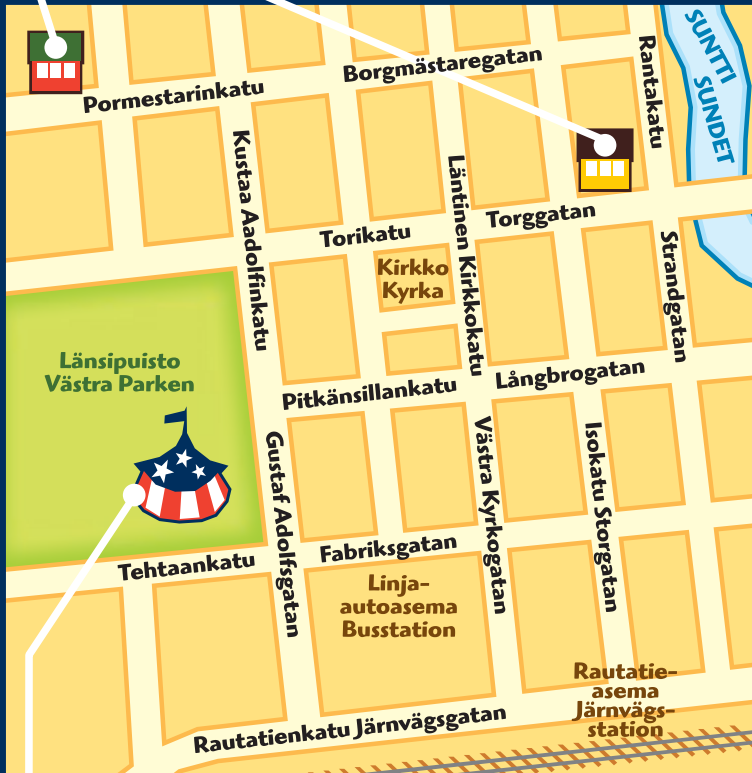 SUNTTI
SUNDET
Rantakatu
Borgmästaregatan
Pormestarinkatu
Kustaa Aadolfinkatu
Läntinen Kirkkokatu
Torikatu
Torggatan
Strandgatan
Kirkko
Kyrka
Länsipuisto
Västra Parken
Pitkänsillankatu
Långbrogatan
Gustaf Adolfsgatan
Västra Kyrkogatan
Isokatu Storgatan
Tehtaankatu
Fabriksgatan
Linja-
autoasema
Busstation
Rautatie-
asema
Järnvägs-
station
Rautatienkatu Järnvägsgatan